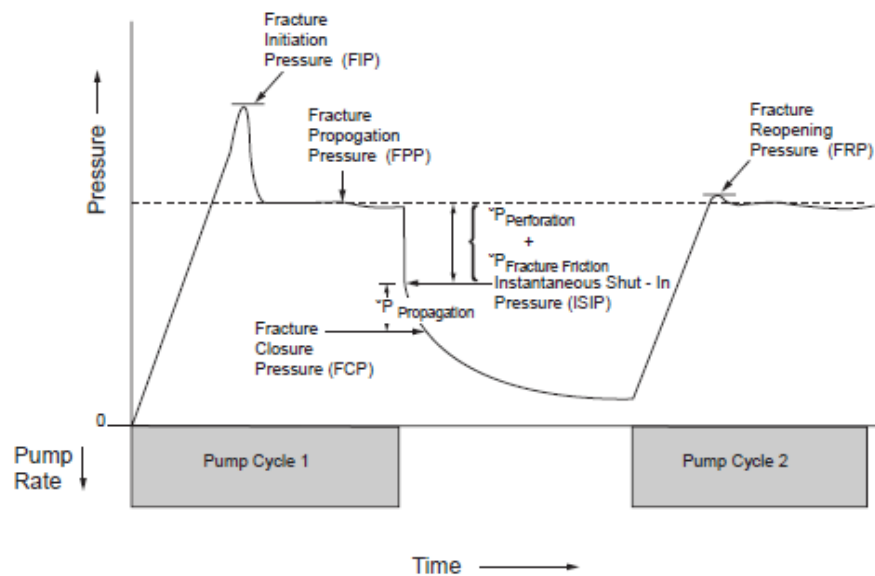 Fracture
Initiation
Pressure (FIP)
Fracture
Propogation
Pressure (FPP)
Fracture
Reopening
Pressure (FRP)
Pressure
˘P Perforation
+
˘P Fracture Friction
Instantaneous Shut - In
Pressure (ISIP)
˘P Propagation
Fracture
Closure
Pressure (FCP)
0
Pump
Rate
Pump Cycle 1
Pump Cycle 2
Time